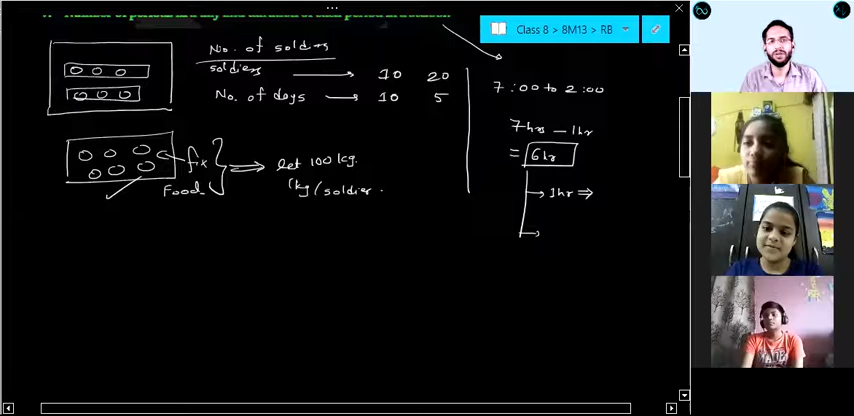 Class 8 > 8M13 > RB
No. of soldiers
soldiers → 10 20
No. of days → 10 5
fix
Food
⇒ let 100 kg.
1kg/soldier.
7:00 to 2:00
7hrs – 1hr
= 6hr
→ 1hr ⇒